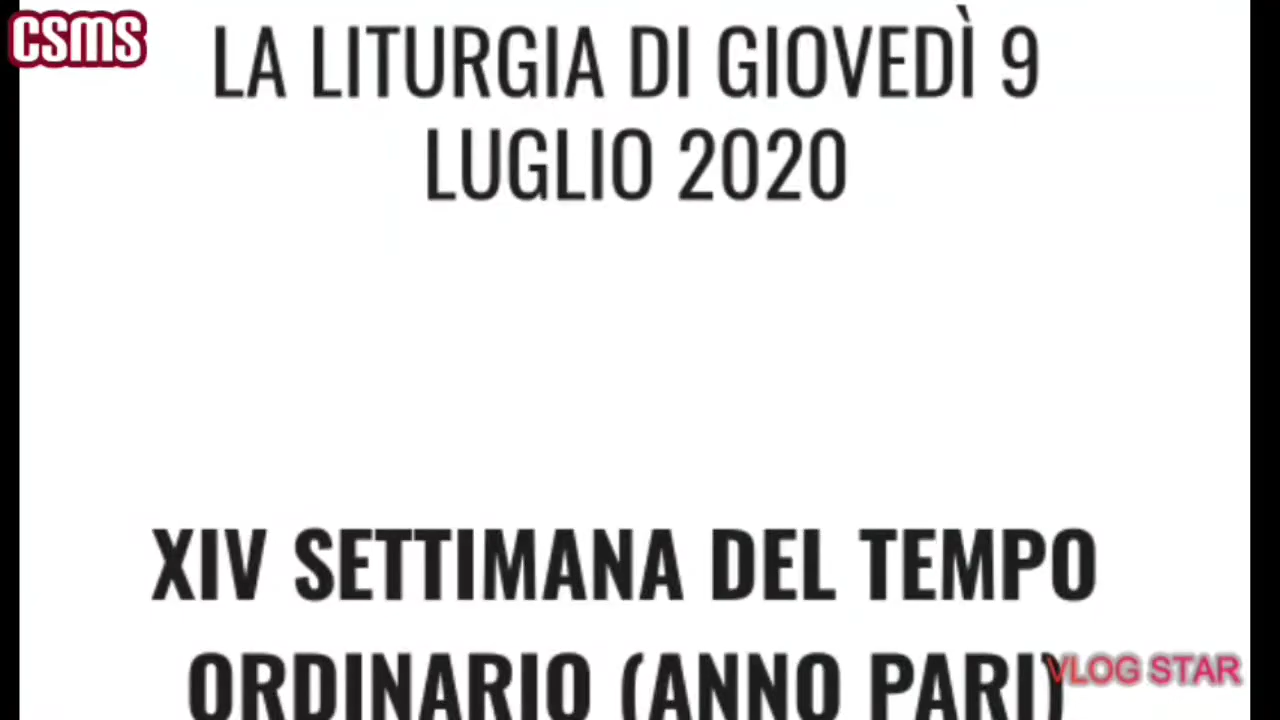 CSMS
LA LITURGIA DI GIOVEDÌ 9
LUGLIO 2020
XIV SETTIMANA DEL TEMPO
ORDINARIO (ANNO PARI)
VLOG STAR